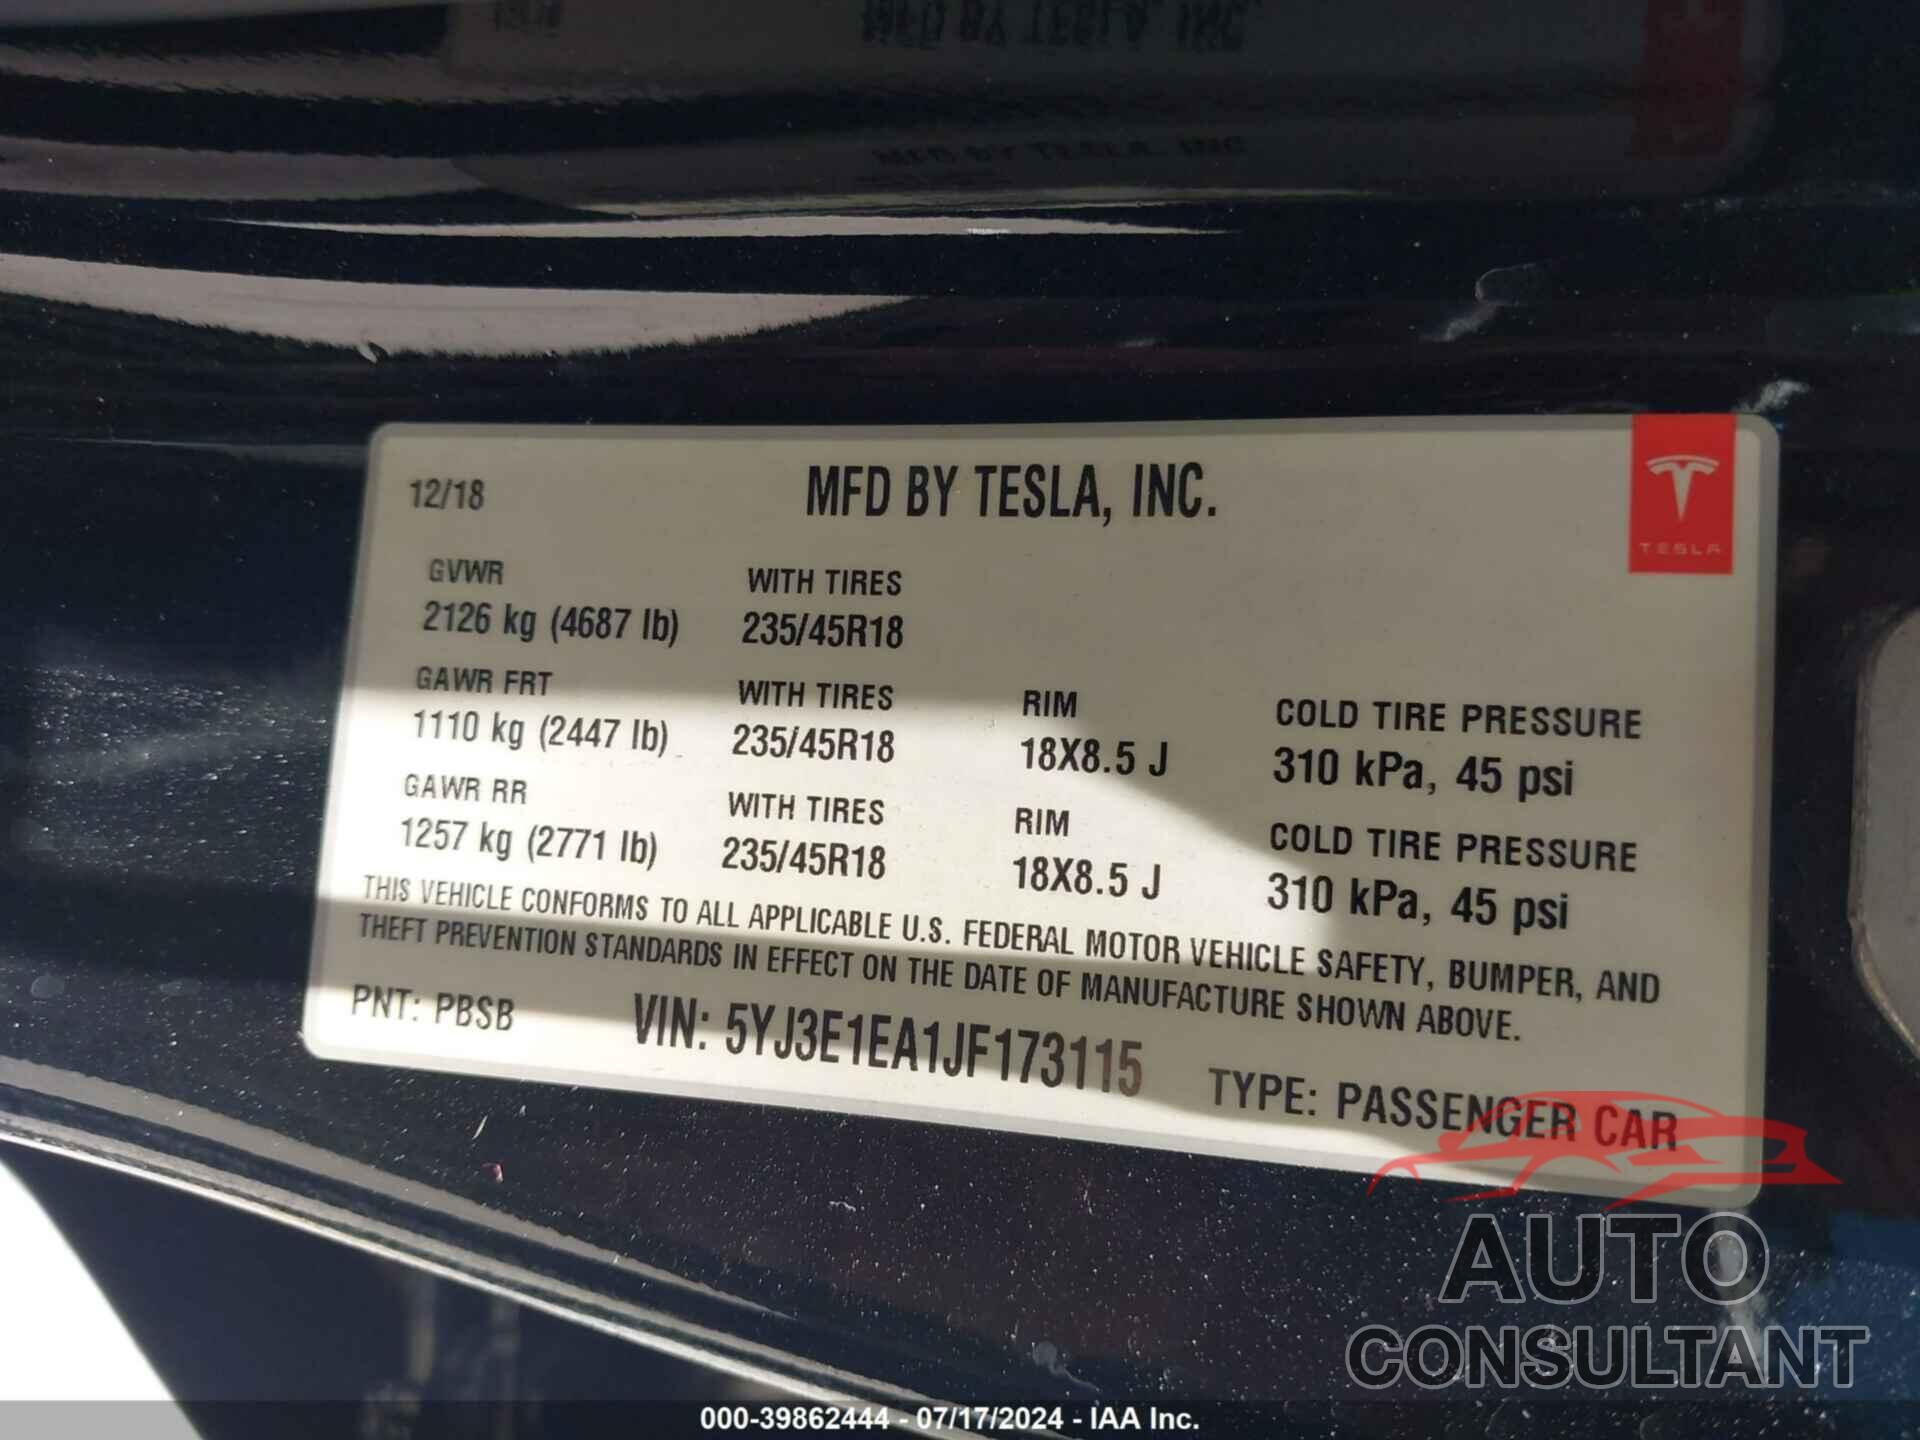 MFD BY TESLA, INC.
MFD BY TESLA, INC.
12/18 MFD BY TESLA, INC.
TESLA
GVWR WITH TIRES
2126 kg (4687 lb) 235/45R18
GAWR FRT WITH TIRES RIM COLD TIRE PRESSURE
1110 kg (2447 lb) 235/45R18 18X8.5 J 310 kPa, 45 psi
GAWR RR WITH TIRES RIM COLD TIRE PRESSURE
1257 kg (2771 lb) 235/45R18 18X8.5 J 310 kPa, 45 psi
THIS VEHICLE CONFORMS TO ALL APPLICABLE U.S. FEDERAL MOTOR VEHICLE SAFETY, BUMPER, AND
THEFT PREVENTION STANDARDS IN EFFECT ON THE DATE OF MANUFACTURE SHOWN ABOVE.
PNT: PBSB VIN: 5YJ3E1EA1JF173115 TYPE: PASSENGER CAR
AUTO
CONSULTANT
000-39862444 - 07/17/2024 - IAA Inc.